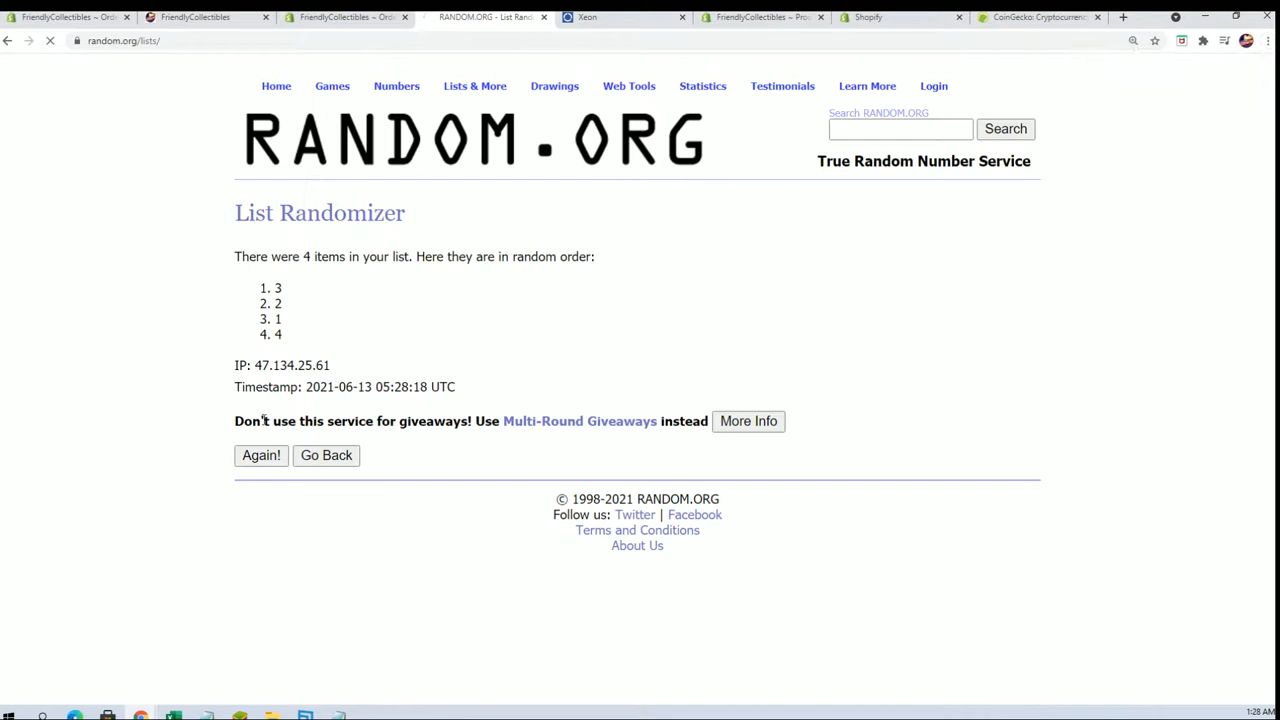 FriendlyCollectibles ~ Orde
FriendlyCollectibles
FriendlyCollectibles ~ Orde
RANDOM.ORG - List Rand
Xeon
FriendlyCollectibles ~ Pro
Shopify
CoinGecko: Cryptocurrenc
random.org/lists/
Home Games Numbers Lists & More Drawings Web Tools Statistics Testimonials Learn More Login
RANDOM.ORG
Search RANDOM.ORG
Search
True Random Number Service
List Randomizer
There were 4 items in your list. Here they are in random order:
1. 3
2. 2
3. 1
4. 4
IP: 47.134.25.61
Timestamp: 2021-06-13 05:28:18 UTC
Don't use this service for giveaways! Use Multi-Round Giveaways instead More Info
Again! Go Back
© 1998-2021 RANDOM.ORG
Follow us: Twitter | Facebook
Terms and Conditions
About Us
1:28 AM